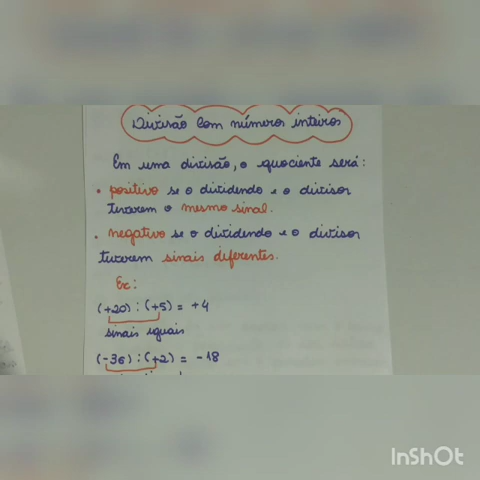 Divisão com números inteiros
Em uma divisão, o quociente será:
• positivo se o dividendo e o divisor
tiverem o mesmo sinal.
• negativo se o dividendo e o divisor
tiverem sinais diferentes.
Ex:
(+20) : (+5) = +4
sinais iguais
(-36) : (+2) = -18
InShOt